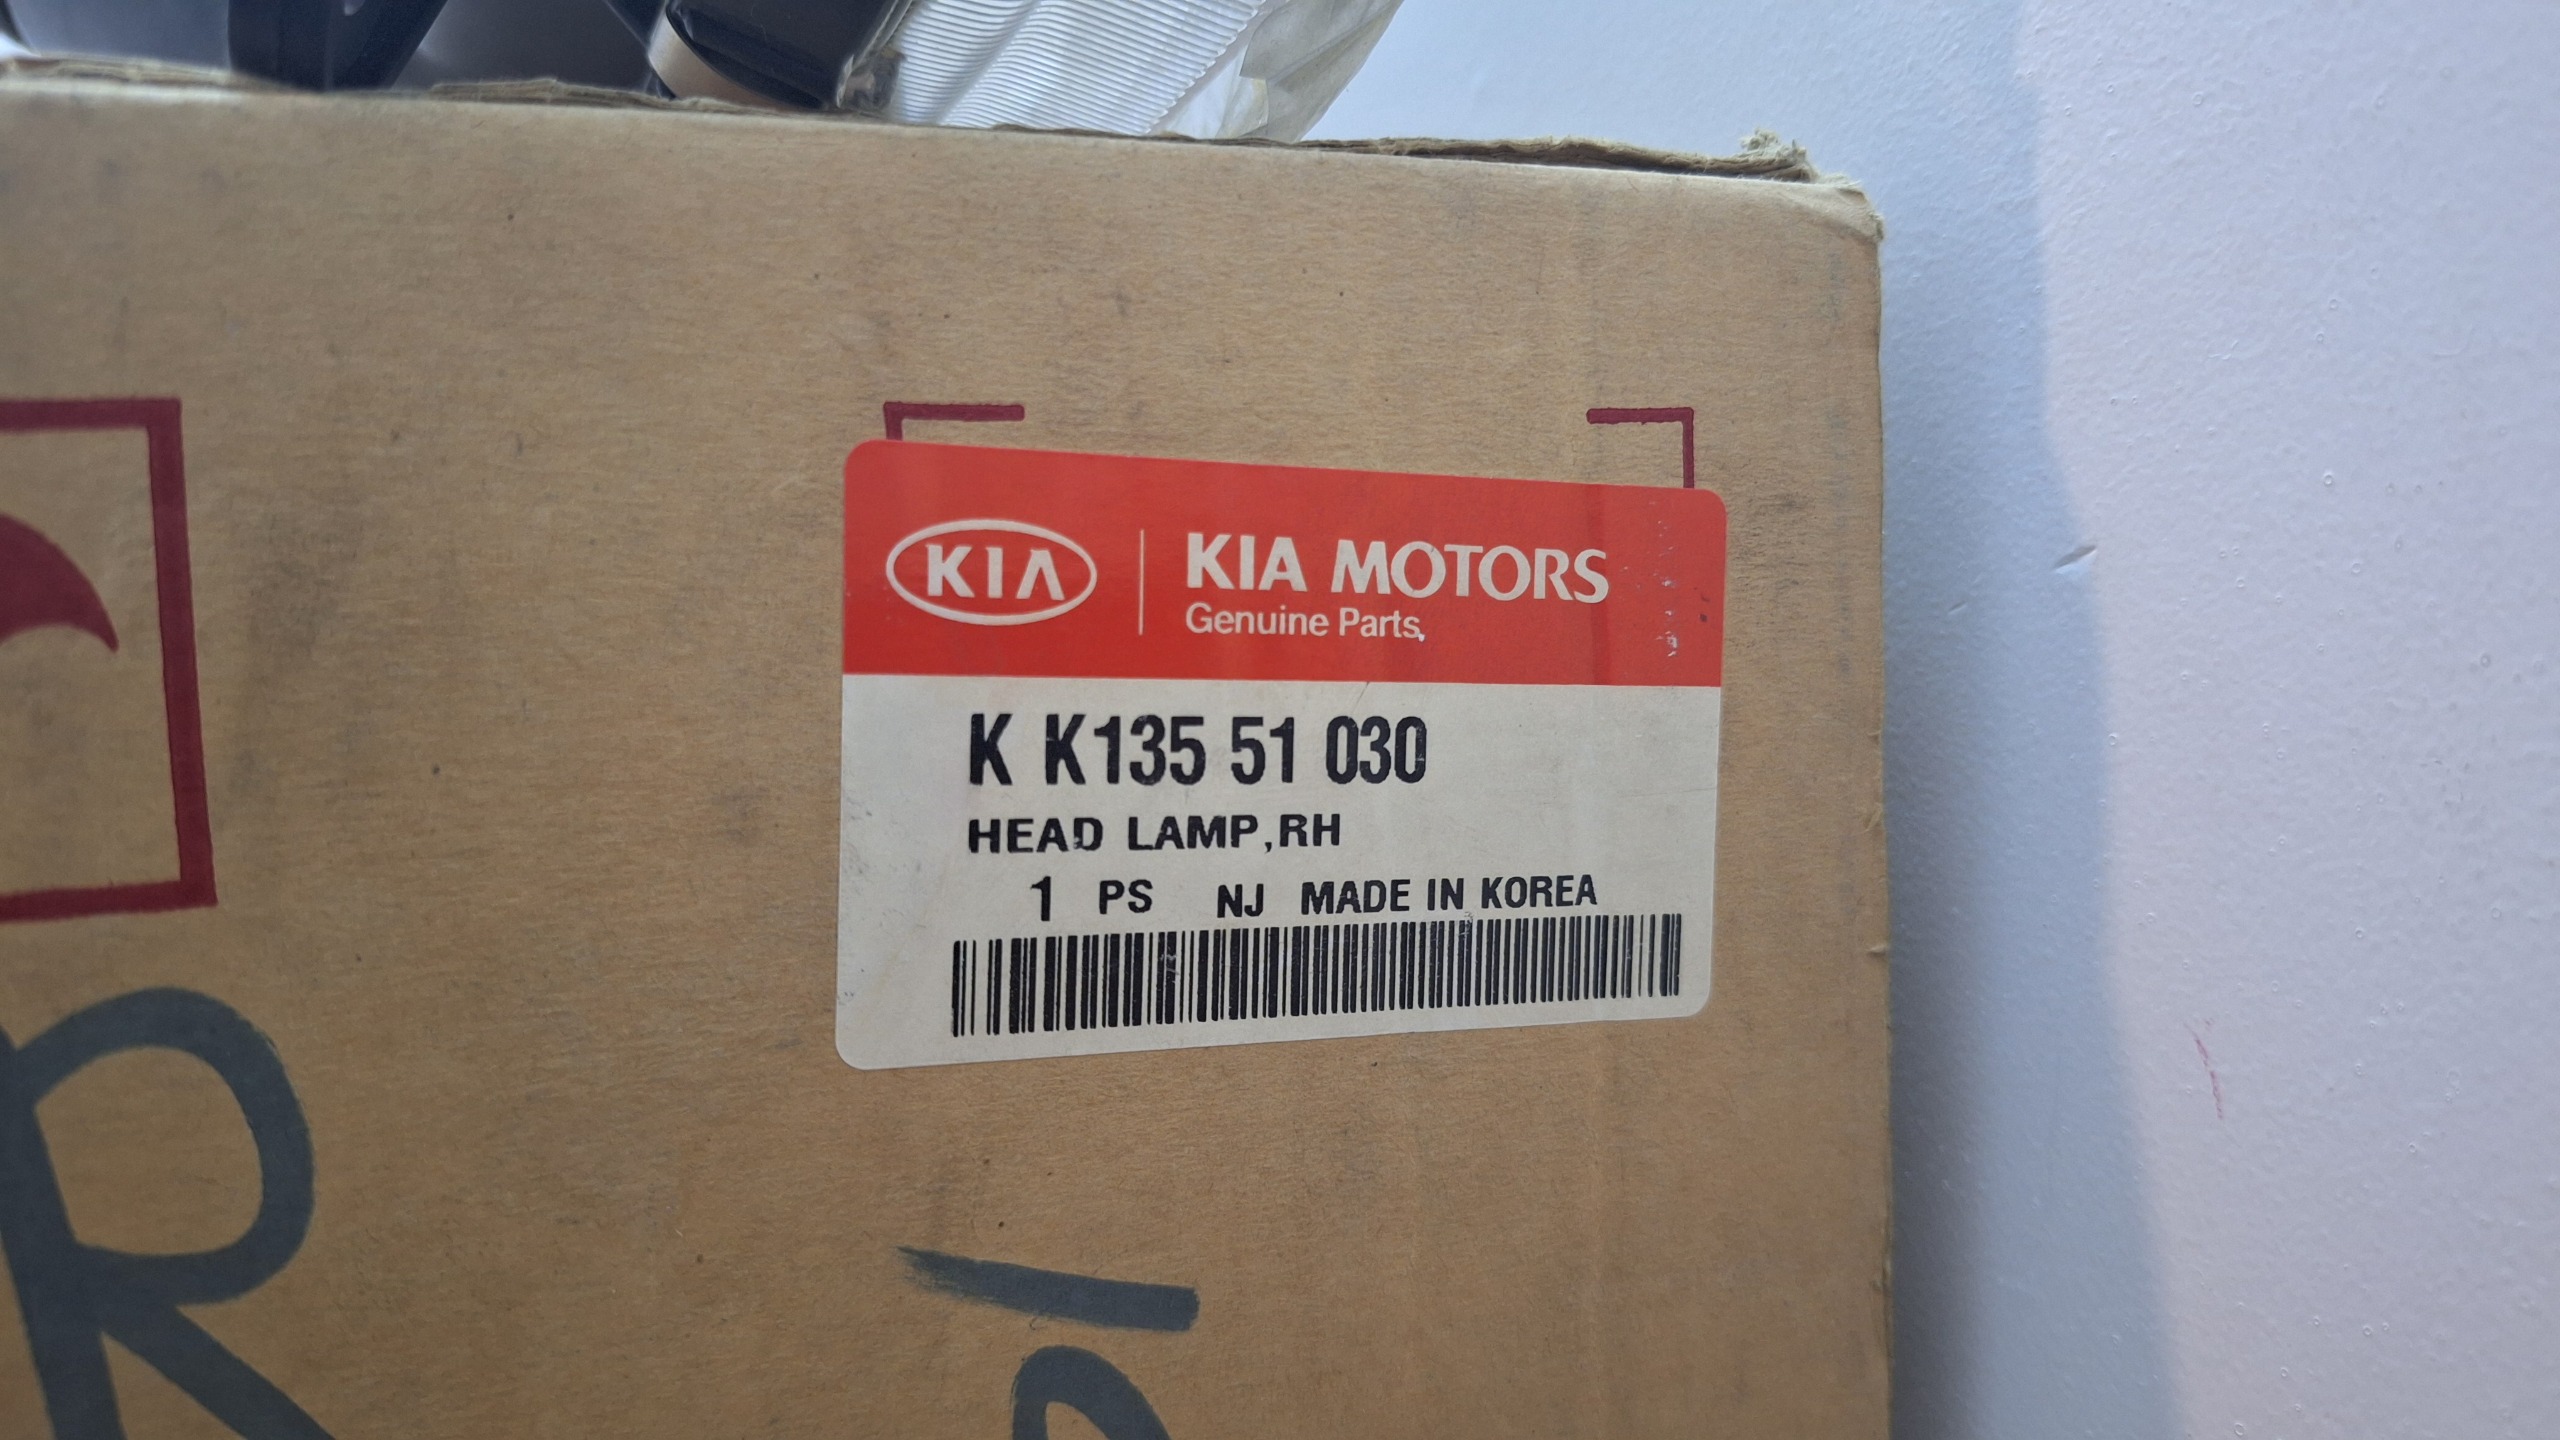 KIA
KIA MOTORS
Genuine Parts
K K135 51 030
HEAD LAMP,RH
1 PS NJ MADE IN KOREA
R